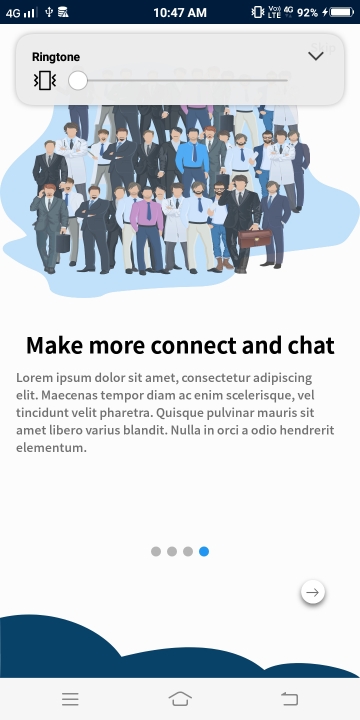 4G 10:47 AM Vo) LTE 4G 92%
Ringtone
Make more connect and chat
Lorem ipsum dolor sit amet, consectetur adipiscing
elit. Maecenas tempor diam ac enim scelerisque, vel
tincidunt velit pharetra. Quisque pulvinar mauris sit
amet libero varius blandit. Nulla in orci a odio hendrerit
elementum.